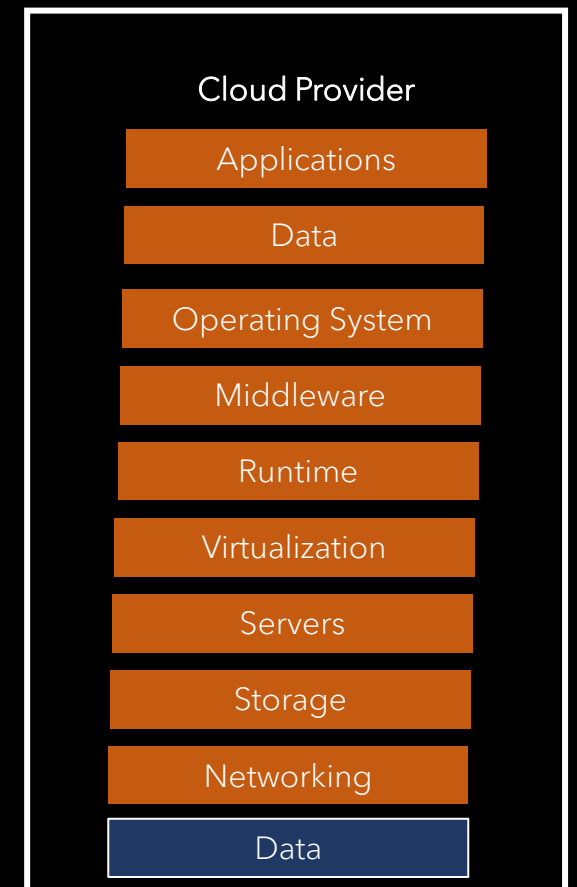 Cloud Provider
Applications
Data
Operating System
Middleware
Runtime
Virtualization
Servers
Storage
Networking
Data